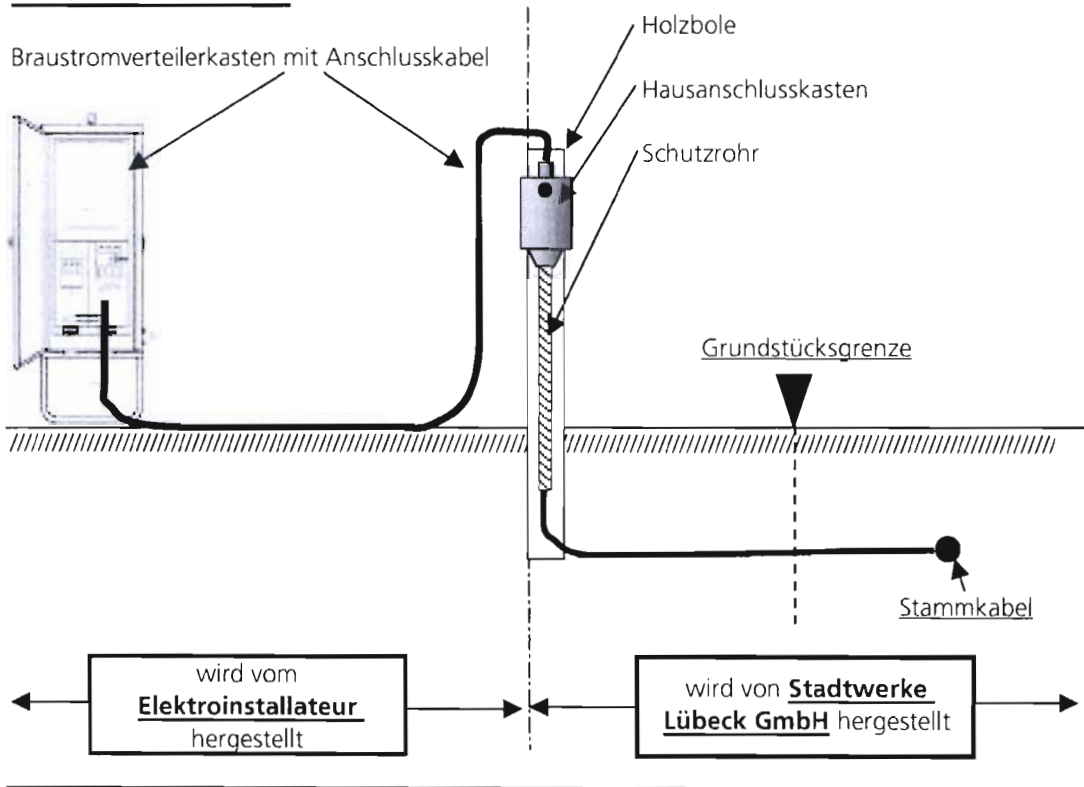 Holzbole
Braustromverteilerkasten mit Anschlusskabel
Hausanschlusskasten
Schutzrohr
Grundstücksgrenze
Stammkabel
wird vom
Elektroinstallateur
hergestellt
wird von Stadtwerke
Lübeck GmbH hergestellt